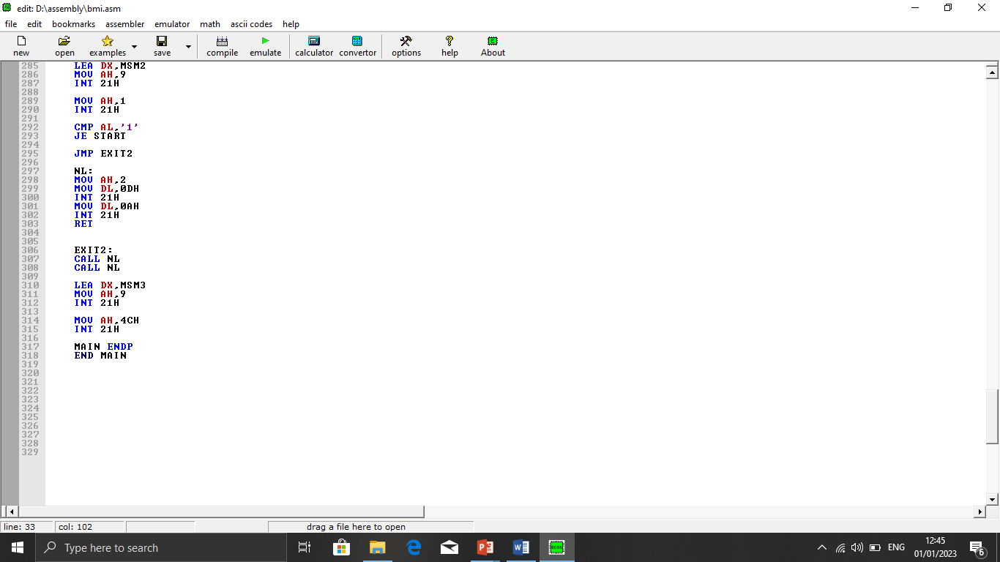 edit: D:\assembly\bmi.asm
file edit bookmarks assembler emulator math ascii codes help
new open examples save compile emulate calculator convertor options help About
285 LEA DX,MSM2
286 MOV AH,9
287 INT 21H
288
289 MOV AH,1
290 INT 21H
291
292 CMP AL,'1'
293 JE START
294
295 JMP EXIT2
296
297 NL:
298 MOV AH,2
299 MOV DL,0DH
300 INT 21H
301 MOV DL,0AH
302 INT 21H
303 RET
304
305
306 EXIT2:
307 CALL NL
308 CALL NL
309
310 LEA DX,MSM3
311 MOV AH,9
312 INT 21H
313
314 MOV AH,4CH
315 INT 21H
316
317 MAIN ENDP
318 END MAIN
319
320
321
322
323
324
325
326
327
328
329
line: 33 col: 102 drag a file here to open
Type here to search
ENG
12:45
01/01/2023
6